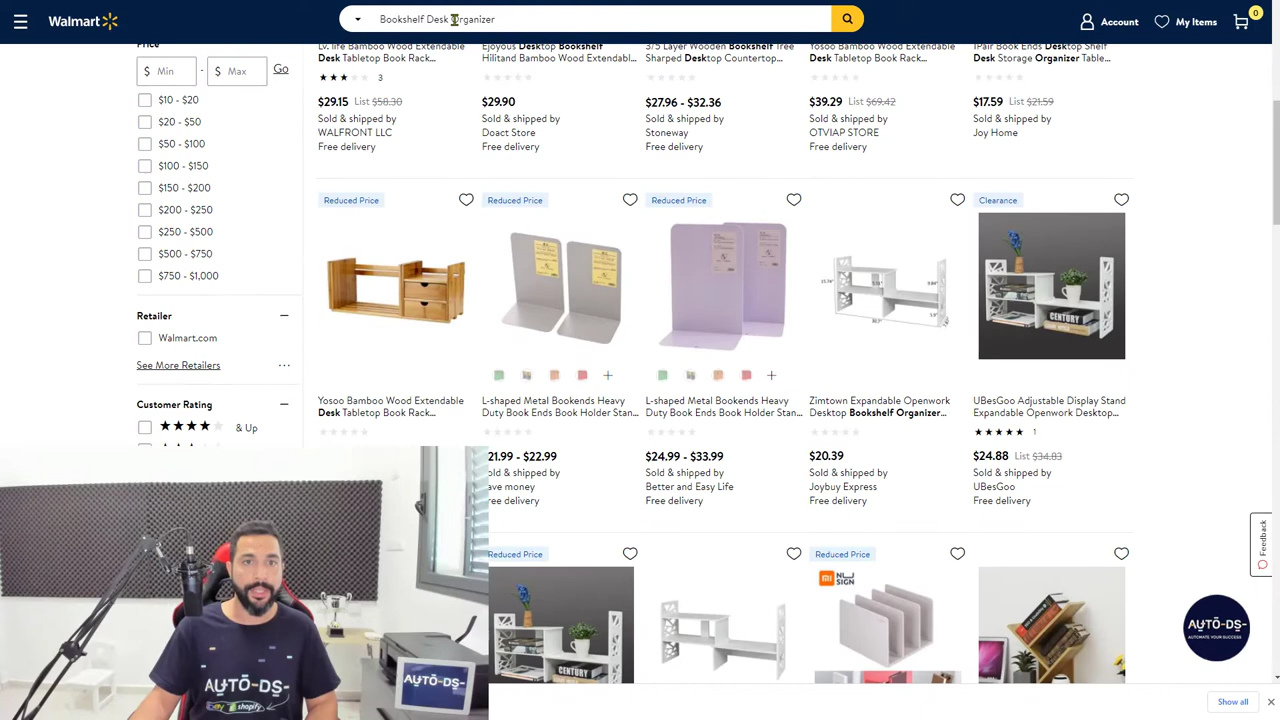 Walmart
Bookshelf Desk Organizer
Account
My Items
0
Price
$ Min - $ Max Go
$10 - $20
$20 - $50
$50 - $100
$100 - $150
$150 - $200
$200 - $250
$250 - $500
$500 - $750
$750 - $1,000
Retailer
Walmart.com
See More Retailers
Customer Rating
& Up
Lv. life Bamboo Wood Extendable
Desk Tabletop Book Rack...
3
$29.15 List $58.30
Sold & shipped by
WALFRONT LLC
Free delivery
Ejoyous Desktop Bookshelf
Hilitand Bamboo Wood Extendabl...
$29.90
Sold & shipped by
Doact Store
Free delivery
3/5 Layer Wooden Bookshelf Tree
Sharped Desktop Countertop...
$27.96 - $32.36
Sold & shipped by
Stoneway
Free delivery
Yosoo Bamboo Wood Extendable
Desk Tabletop Book Rack...
$39.29 List $69.42
Sold & shipped by
OTVIAP STORE
Free delivery
1Pair Book Ends Desktop Shelf
Desk Storage Organizer Table...
$17.59 List $21.59
Sold & shipped by
Joy Home
Free delivery
Reduced Price
Yosoo Bamboo Wood Extendable
Desk Tabletop Book Rack...
Reduced Price
L-shaped Metal Bookends Heavy
Duty Book Ends Book Holder Stan...
21.99 - $22.99
old & shipped by
ave money
ree delivery
Reduced Price
L-shaped Metal Bookends Heavy
Duty Book Ends Book Holder Stan...
$24.99 - $33.99
Sold & shipped by
Better and Easy Life
Free delivery
Zimtown Expandable Openwork
Desktop Bookshelf Organizer...
$20.39
Sold & shipped by
Joybuy Express
Free delivery
Clearance
CENTURY
UBesGoo Adjustable Display Stand
Expandable Openwork Desktop...
1
$24.88 List $34.83
Sold & shipped by
UBesGoo
Free delivery
Reduced Price
CENTURY
Reduced Price
Feedback
AUTO-DS-
AUTOMATE YOUR SUCCESS
AUTO-DS-
ebay shopify
AUTO-DS-
Show all